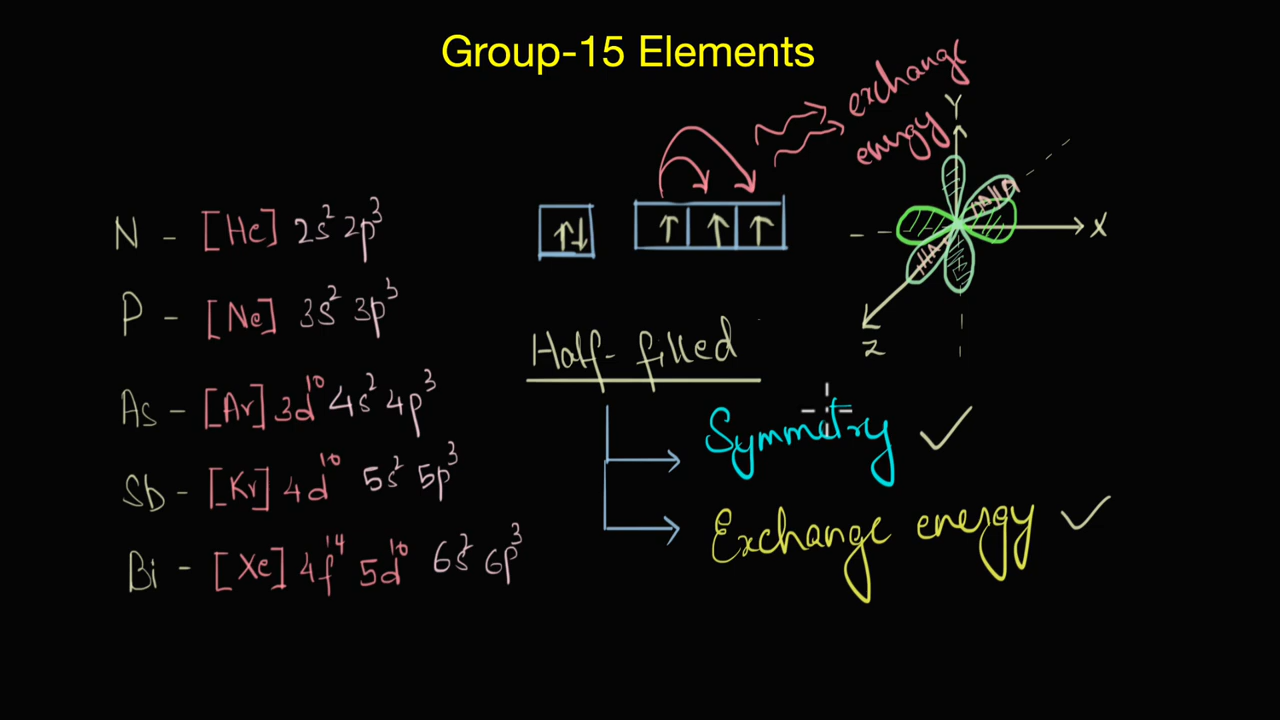 Group-15 Elements
exchange
energy
Y
X
Z
N - [He] 2s² 2p³
↑↓ ↑ ↑ ↑
P - [Ne] 3s² 3p³
Half-filled
As - [Ar] 3d¹⁰ 4s² 4p³
Symmetry ✓
Sb - [Kr] 4d¹⁰ 5s² 5p³
Exchange energy ✓
Bi - [Xe] 4f¹⁴ 5d¹⁰ 6s² 6p³